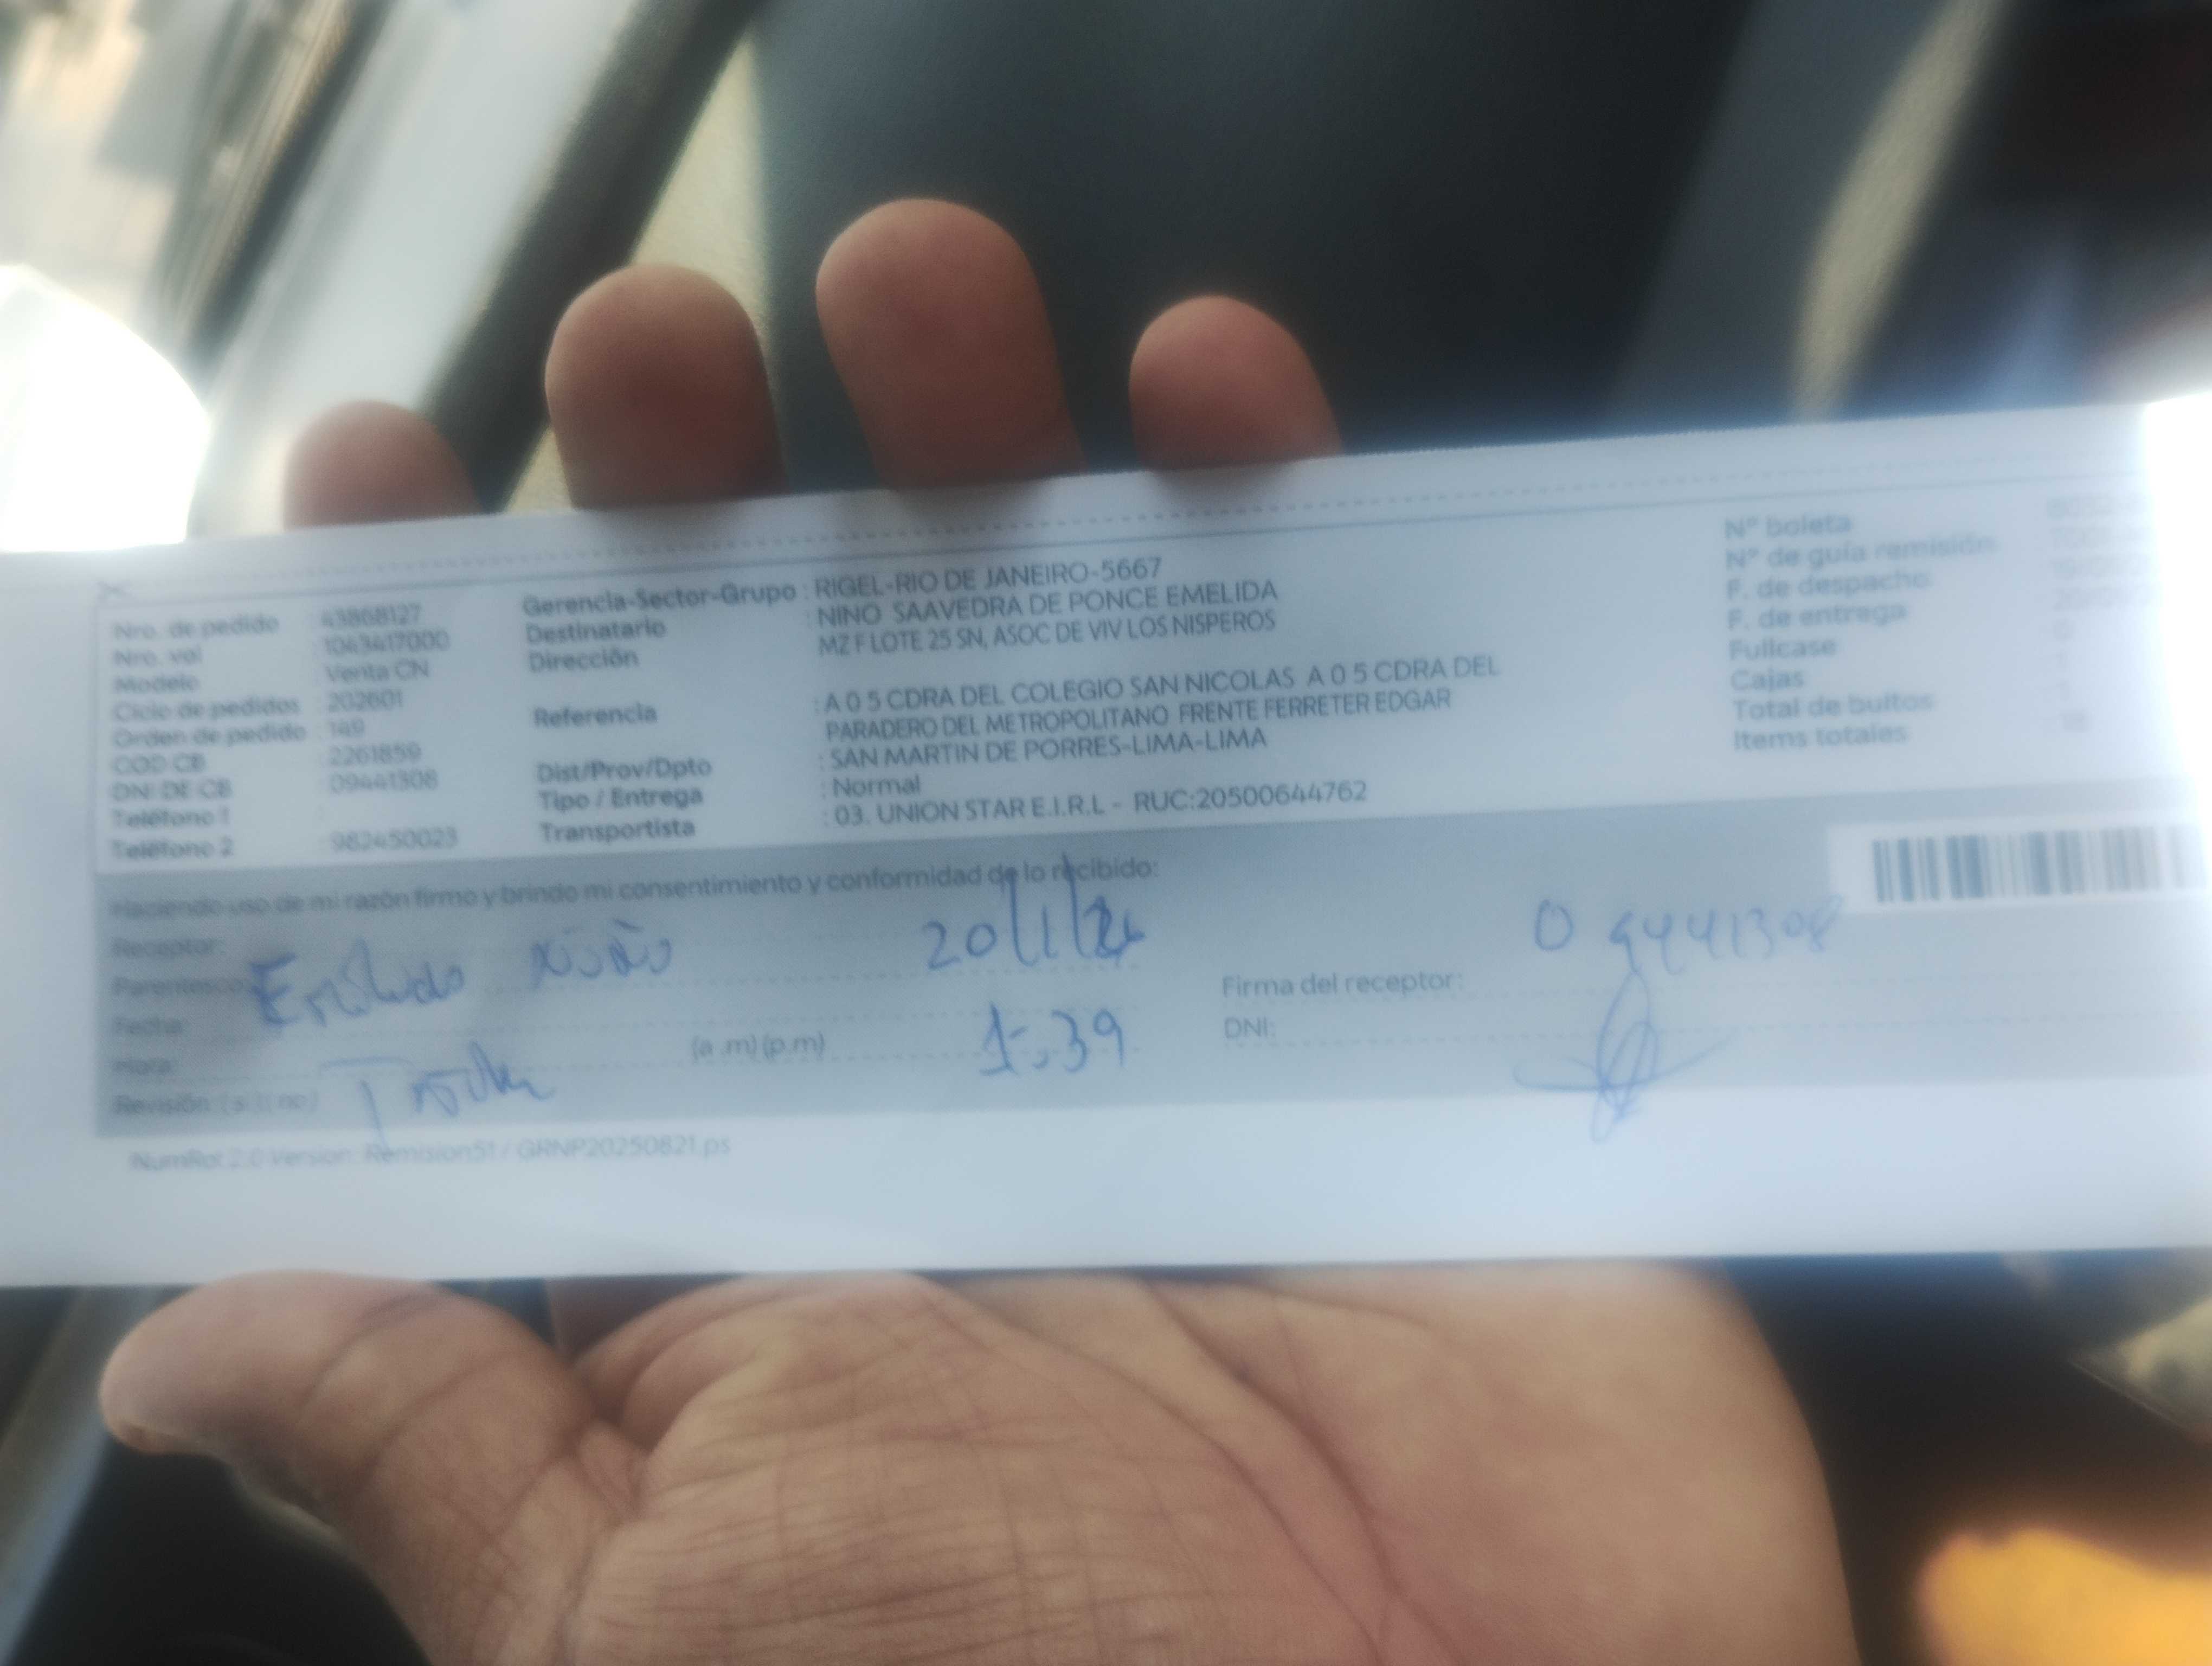 Nro. de pedido : 43868127
Nro. vol : 1043417000
Modelo : Venta CN
Ciclo de pedidos : 202601
Orden de pedido : 149
COD CB : 2261859
DNI DE CB : 09441308
Teléfono 1
Teléfono 2 : 982450023
Gerencia-Sector-Grupo : RIGEL-RIO DE JANEIRO-5667
Destinatario : NINO SAAVEDRA DE PONCE EMELIDA
Dirección : MZ F LOTE 25 SN, ASOC DE VIV LOS NISPEROS
Referencia : A 0 5 CDRA DEL COLEGIO SAN NICOLAS A 0 5 CDRA DEL
PARADERO DEL METROPOLITANO FRENTE FERRETER EDGAR
Dist/Prov/Dpto : SAN MARTIN DE PORRES-LIMA-LIMA
Tipo / Entrega : Normal
Transportista : 03. UNION STAR E.I.R.L - RUC:20500644762
N° boleta
N° de guía remisión
F. de despacho
F. de entrega
Fullcase
Cajas
Total de bultos
Items totales
Haciendo uso de mi razón firmo y brindo mi consentimiento y conformidad de lo recibido:
Receptor:
Parentesco:
Fecha:
Hora: (a .m) (p.m)
Revisión: ( si ) ( no )
20/1/26
1:39
09441308
Firma del receptor:
DNI:
NumRol 2.0 Version: Remision51 / GRNP20250821.ps